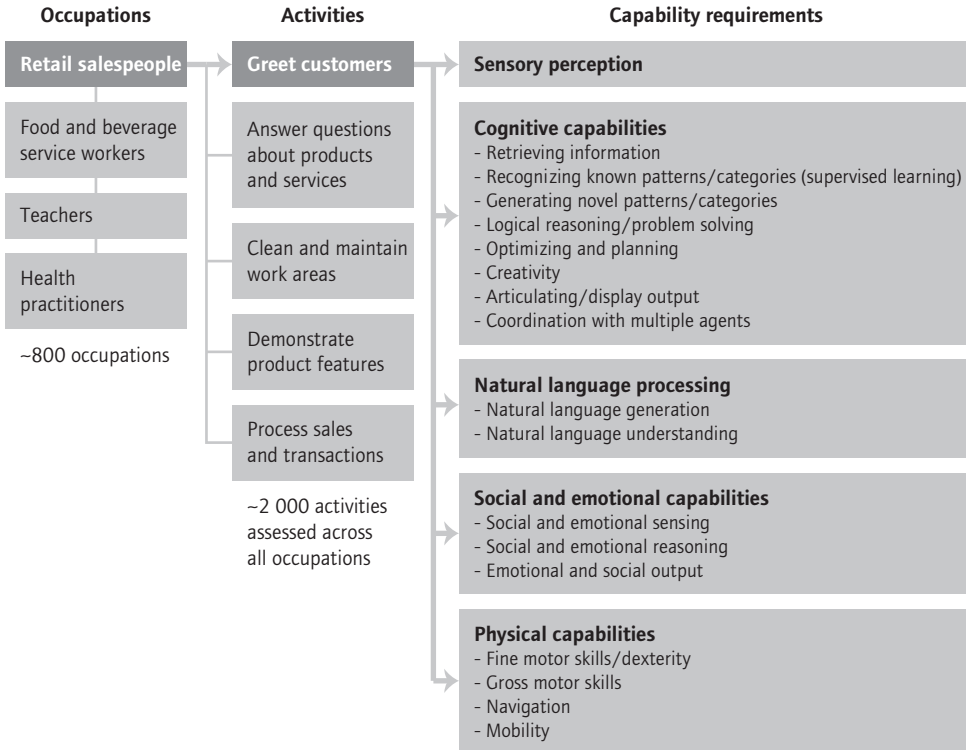 Occupations
Activities
Capability requirements
Retail salespeople
Food and beverage
service workers
Teachers
Health
practitioners
~800 occupations
Greet customers
Answer questions
about products
and services
Clean and maintain
work areas
Demonstrate
product features
Process sales
and transactions
~2 000 activities
assessed across
all occupations
Sensory perception
Cognitive capabilities
- Retrieving information
- Recognizing known patterns/categories (supervised learning)
- Generating novel patterns/categories
- Logical reasoning/problem solving
- Optimizing and planning
- Creativity
- Articulating/display output
- Coordination with multiple agents
Natural language processing
- Natural language generation
- Natural language understanding
Social and emotional capabilities
- Social and emotional sensing
- Social and emotional reasoning
- Emotional and social output
Physical capabilities
- Fine motor skills/dexterity
- Gross motor skills
- Navigation
- Mobility